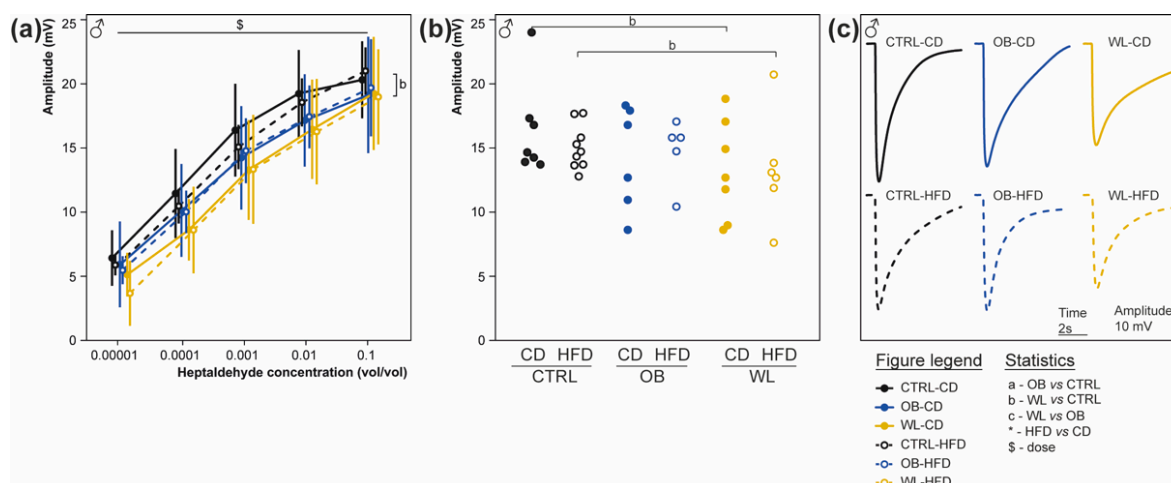 (a)
♂
$
25
20
15
10
5
0
Amplitude (mV)
b
0.00001 0.0001 0.001 0.01 0.1
Heptaldehyde concentration (vol/vol)
(b)
♂
b
b
25
20
15
10
5
0
Amplitude (mV)
CD HFD CD HFD CD HFD
CTRL OB WL
(c)
♂
CTRL-CD OB-CD WL-CD
CTRL-HFD OB-HFD WL-HFD
Time Amplitude
2s 10 mV
Figure legend
CTRL-CD
OB-CD
WL-CD
CTRL-HFD
OB-HFD
WL-HFD
Statistics
a - OB vs CTRL
b - WL vs CTRL
c - WL vs OB
* - HFD vs CD
$ - dose